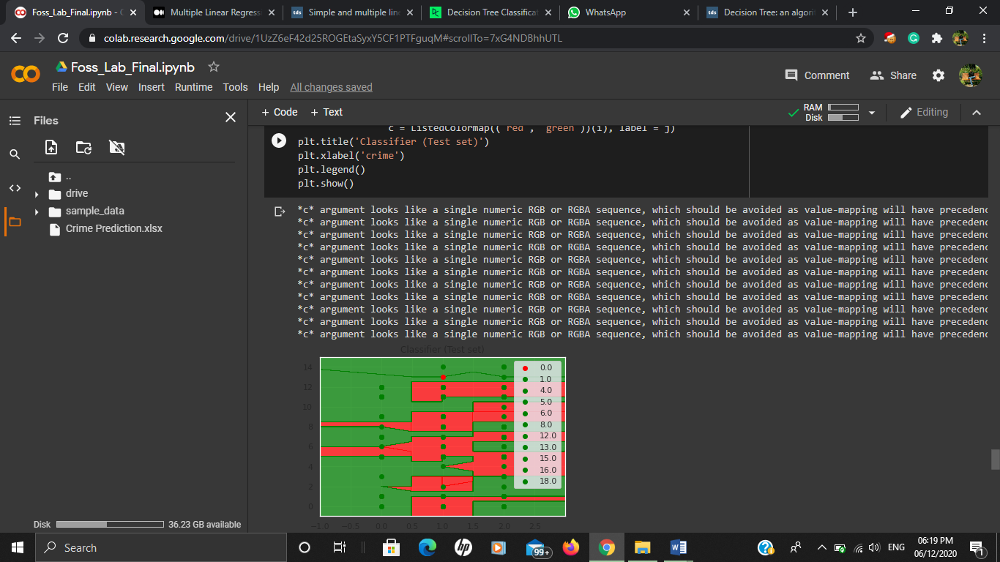 Foss_Lab_Final.ipynb - C
Multiple Linear Regress
tds Simple and multiple line
Decision Tree Classificat
WhatsApp
tds Decision Tree: an algorit
colab.research.google.com/drive/1UzZ6eF42d25ROGEtaSyxY5CF1PTFguqM#scrollTo=7xG4NDBhhUTL
Foss_Lab_Final.ipynb
Comment Share
File Edit View Insert Runtime Tools Help All changes saved
Files
+ Code + Text
RAM
Disk
Editing
..
drive
sample_data
Crime Prediction.xlsx
c = ListedColormap(('red', 'green'))(i), label = j)
plt.title('Classifier (Test set)')
plt.xlabel('crime')
plt.legend()
plt.show()
*c* argument looks like a single numeric RGB or RGBA sequence, which should be avoided as value-mapping will have precedenc
*c* argument looks like a single numeric RGB or RGBA sequence, which should be avoided as value-mapping will have precedenc
*c* argument looks like a single numeric RGB or RGBA sequence, which should be avoided as value-mapping will have precedenc
*c* argument looks like a single numeric RGB or RGBA sequence, which should be avoided as value-mapping will have precedenc
*c* argument looks like a single numeric RGB or RGBA sequence, which should be avoided as value-mapping will have precedenc
*c* argument looks like a single numeric RGB or RGBA sequence, which should be avoided as value-mapping will have precedenc
*c* argument looks like a single numeric RGB or RGBA sequence, which should be avoided as value-mapping will have precedenc
*c* argument looks like a single numeric RGB or RGBA sequence, which should be avoided as value-mapping will have precedenc
*c* argument looks like a single numeric RGB or RGBA sequence, which should be avoided as value-mapping will have precedenc
*c* argument looks like a single numeric RGB or RGBA sequence, which should be avoided as value-mapping will have precedenc
*c* argument looks like a single numeric RGB or RGBA sequence, which should be avoided as value-mapping will have precedenc
Classifier (Test set)
14
12
10
8
6
4
2
0
−1.0 −0.5 0.0 0.5 1.0 1.5 2.0 2.5
0.0
1.0
4.0
5.0
6.0
8.0
12.0
13.0
15.0
16.0
18.0
Disk 36.23 GB available
Search
hp
99+
ENG
06:19 PM
06/12/2020
1